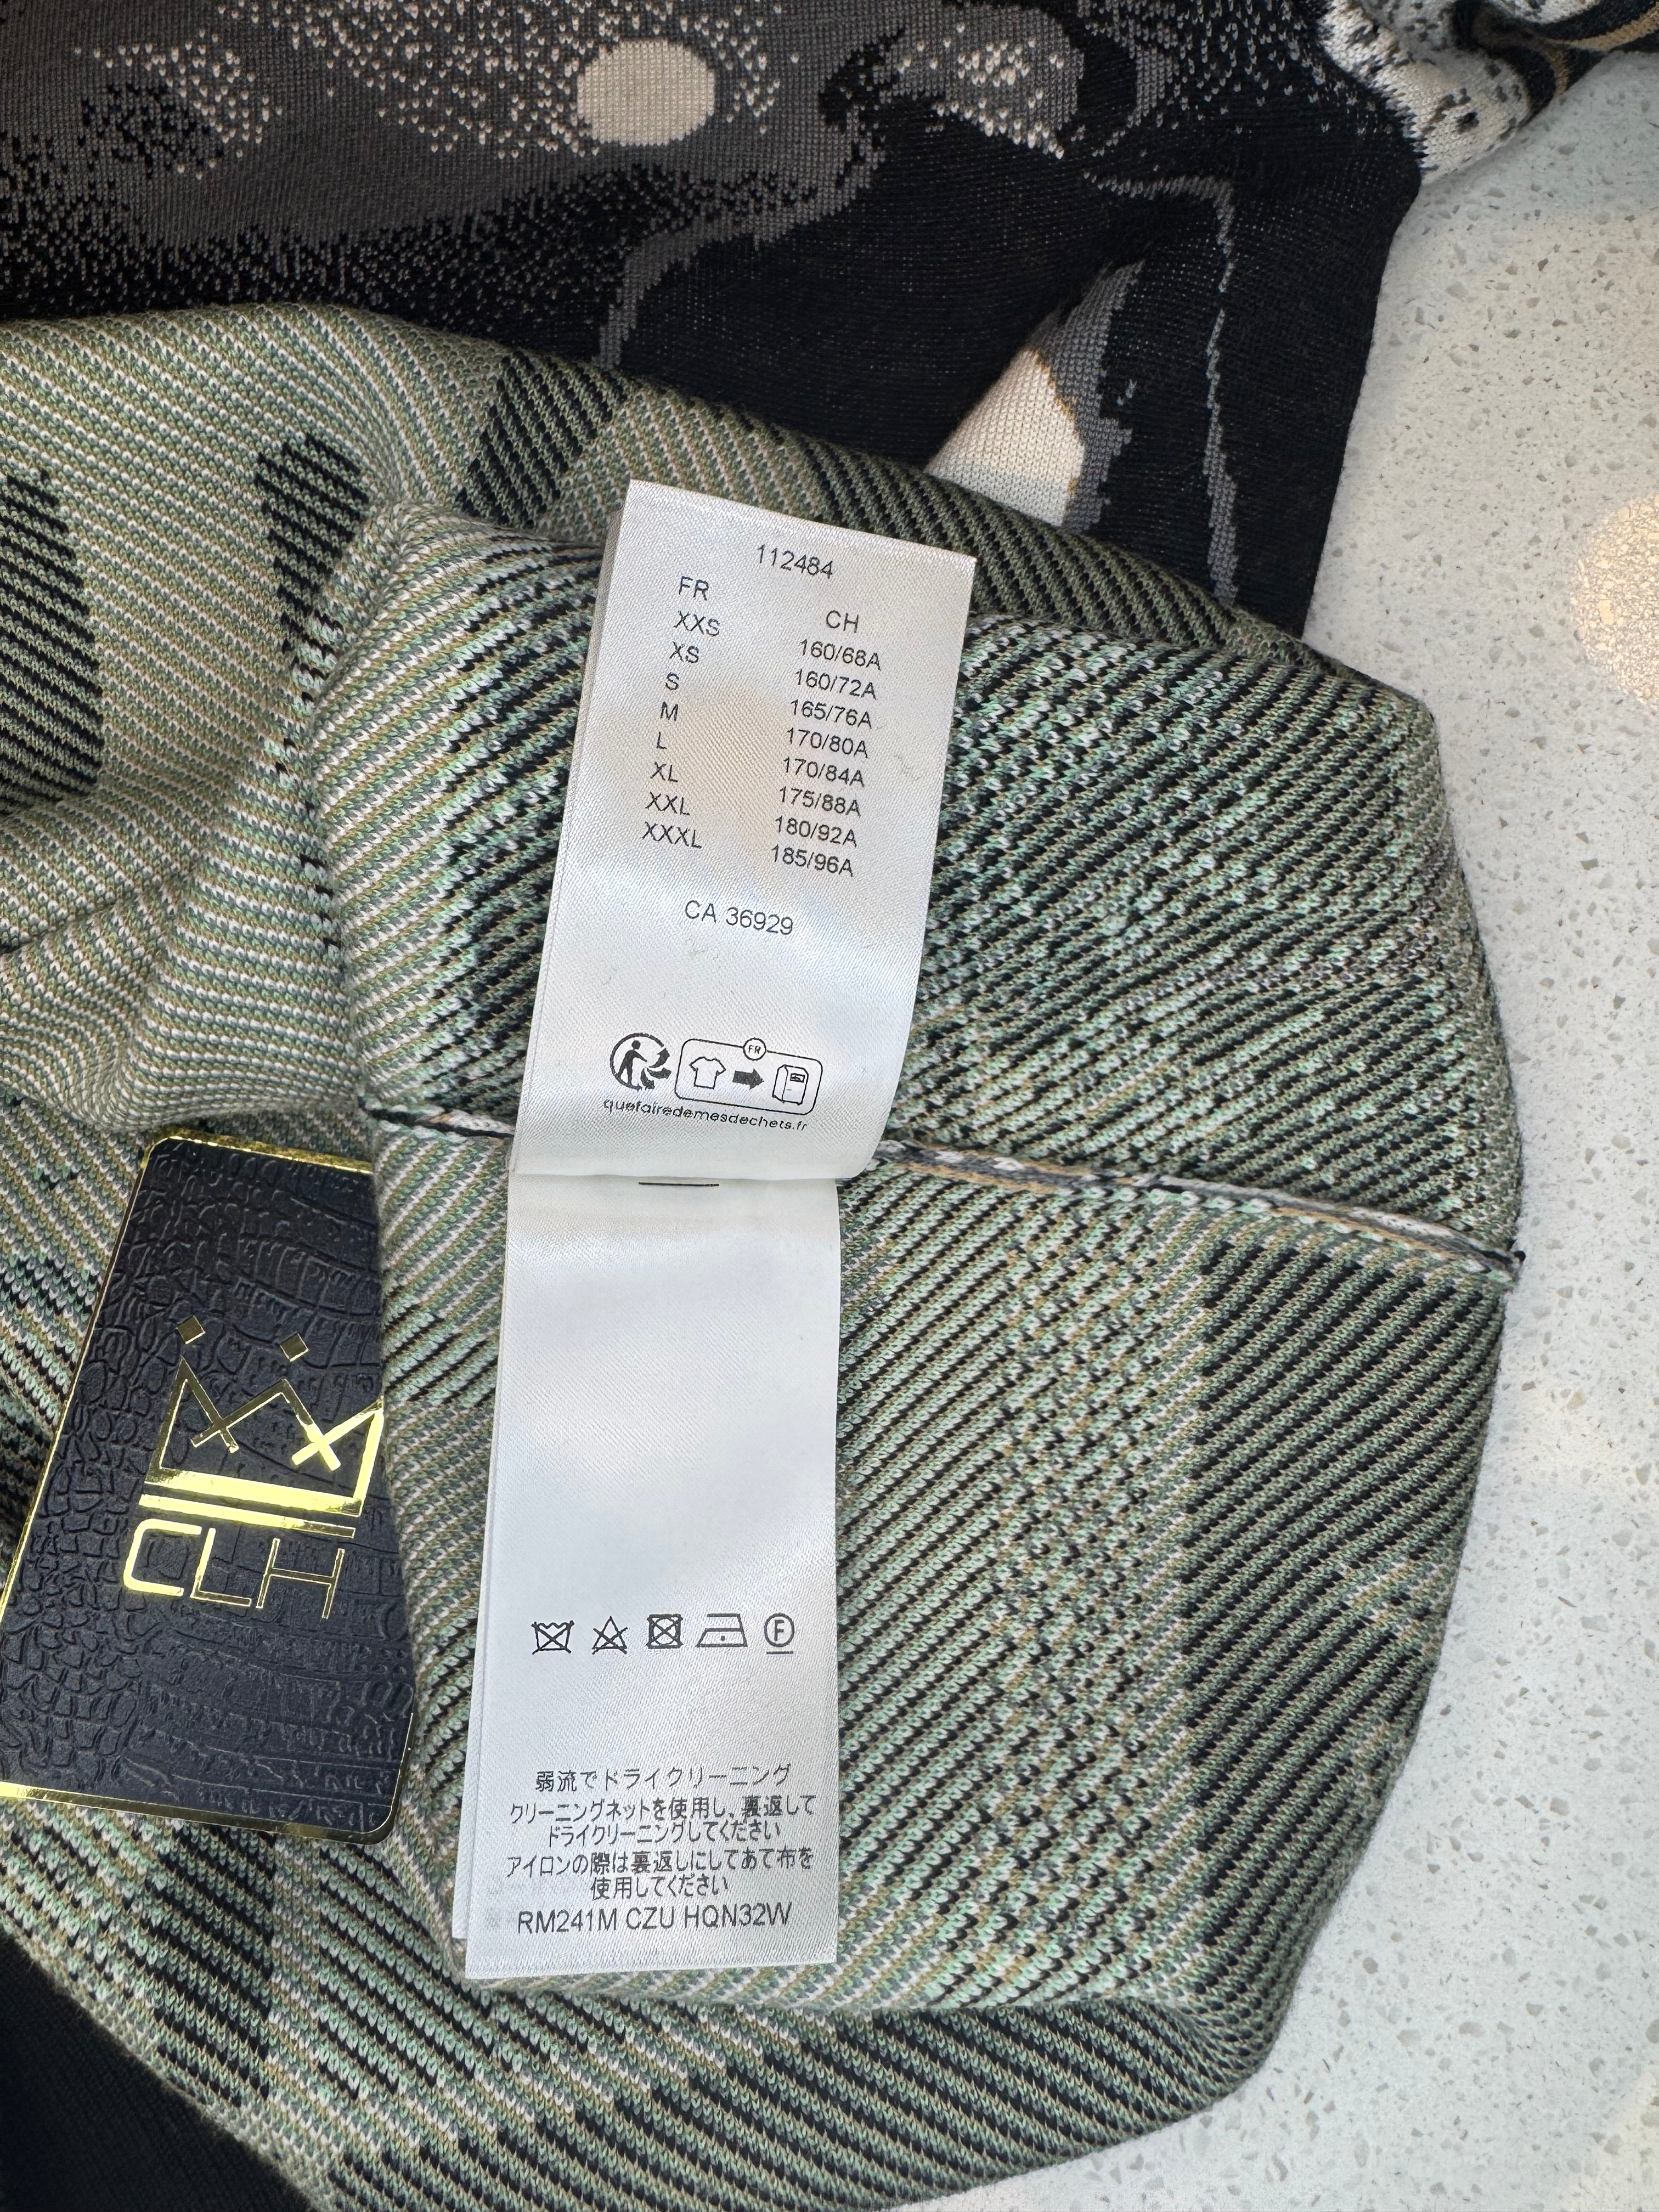 112484
FR CH
XXS 160/68A
XS 160/72A
S 165/76A
M 170/80A
L 170/84A
XL 175/88A
XXL 180/92A
XXXL 185/96A
CA 36929
FR
quefairedemesdechets.fr
F
弱流でドライクリーニング
クリーニングネットを使用し、裏返して
ドライクリーニングしてください
アイロンの際は裏返しにしてあて布を
使用してください
RM241M CZU HQN32W
CLH